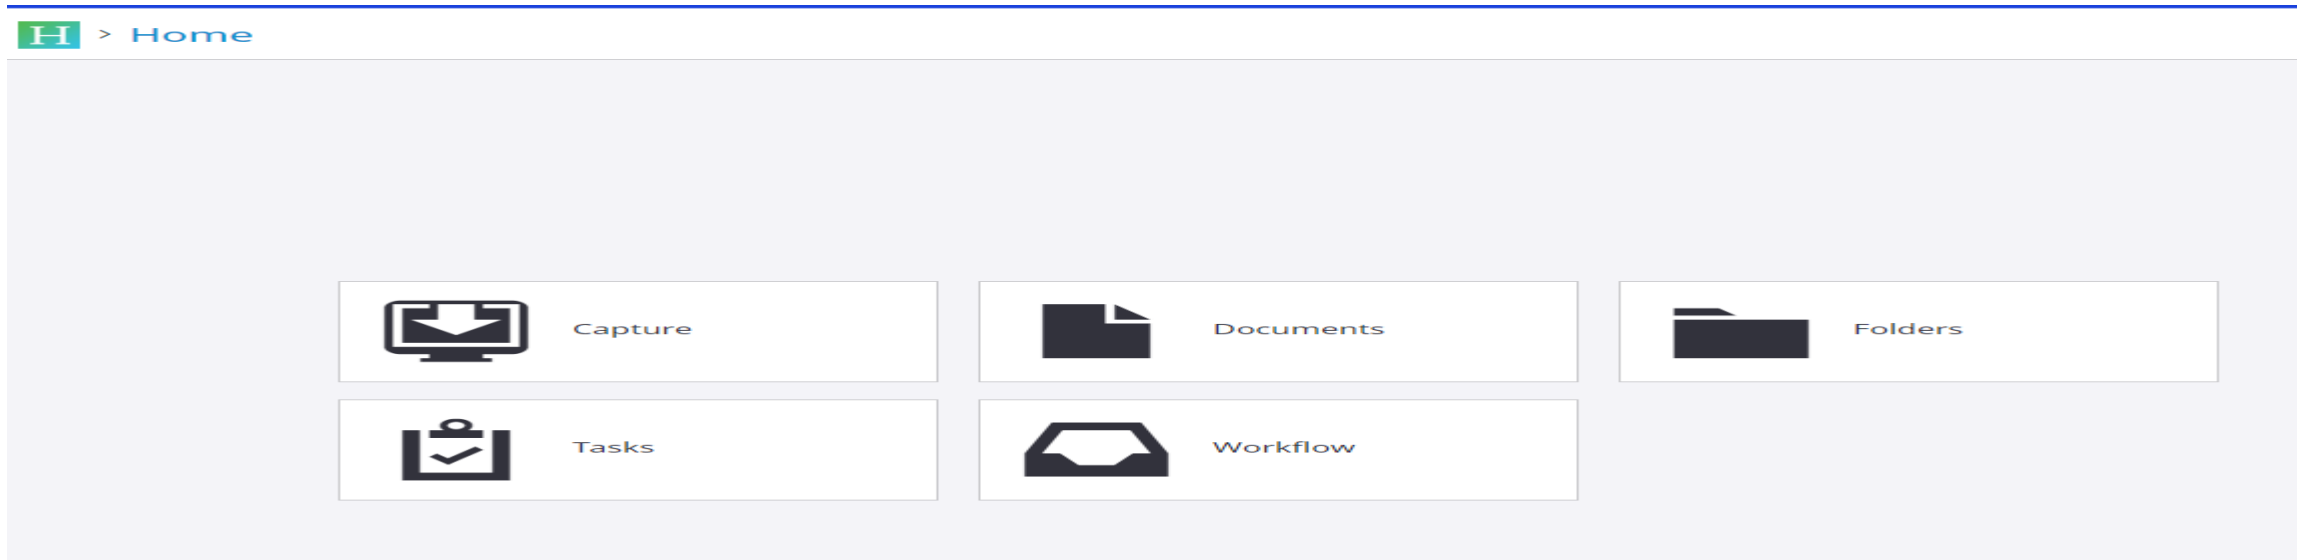 H > Home
Capture
Documents
Folders
Tasks
Workflow